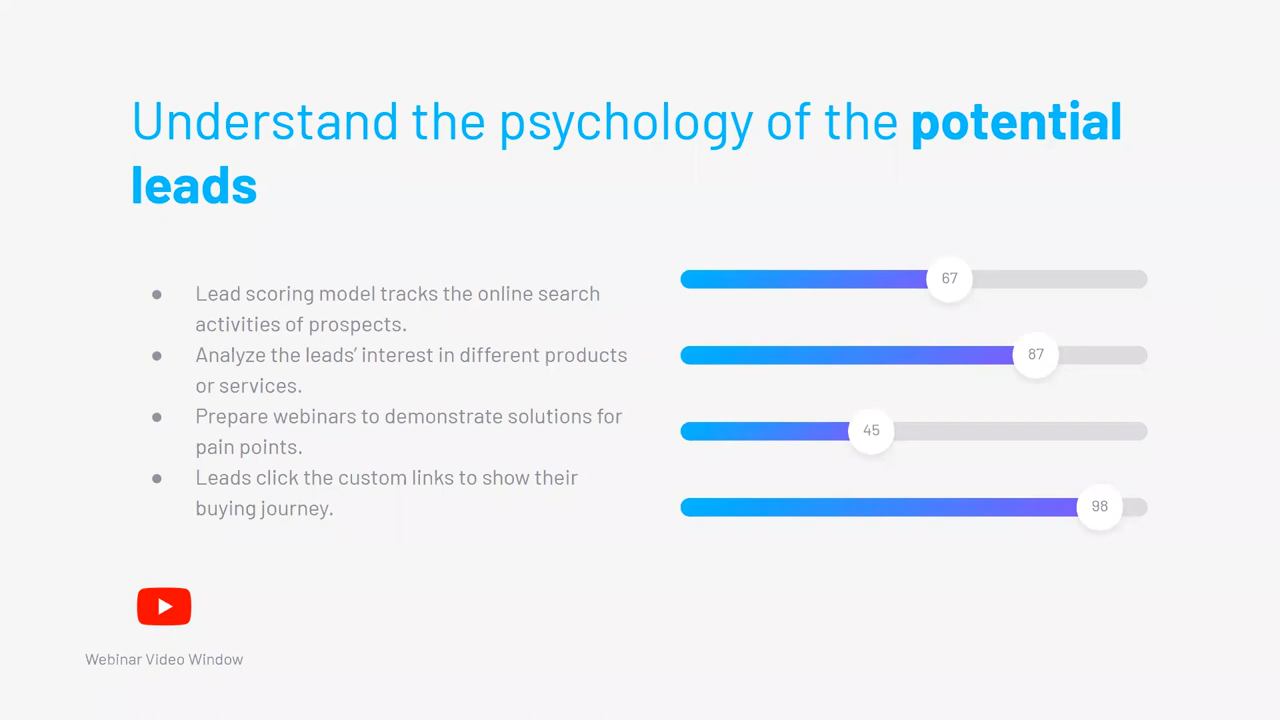 Understand the psychology of the potential
leads
● Lead scoring model tracks the online search
activities of prospects.
● Analyze the leads’ interest in different products
or services.
● Prepare webinars to demonstrate solutions for
pain points.
● Leads click the custom links to show their
buying journey.
67
87
45
98
Webinar Video Window